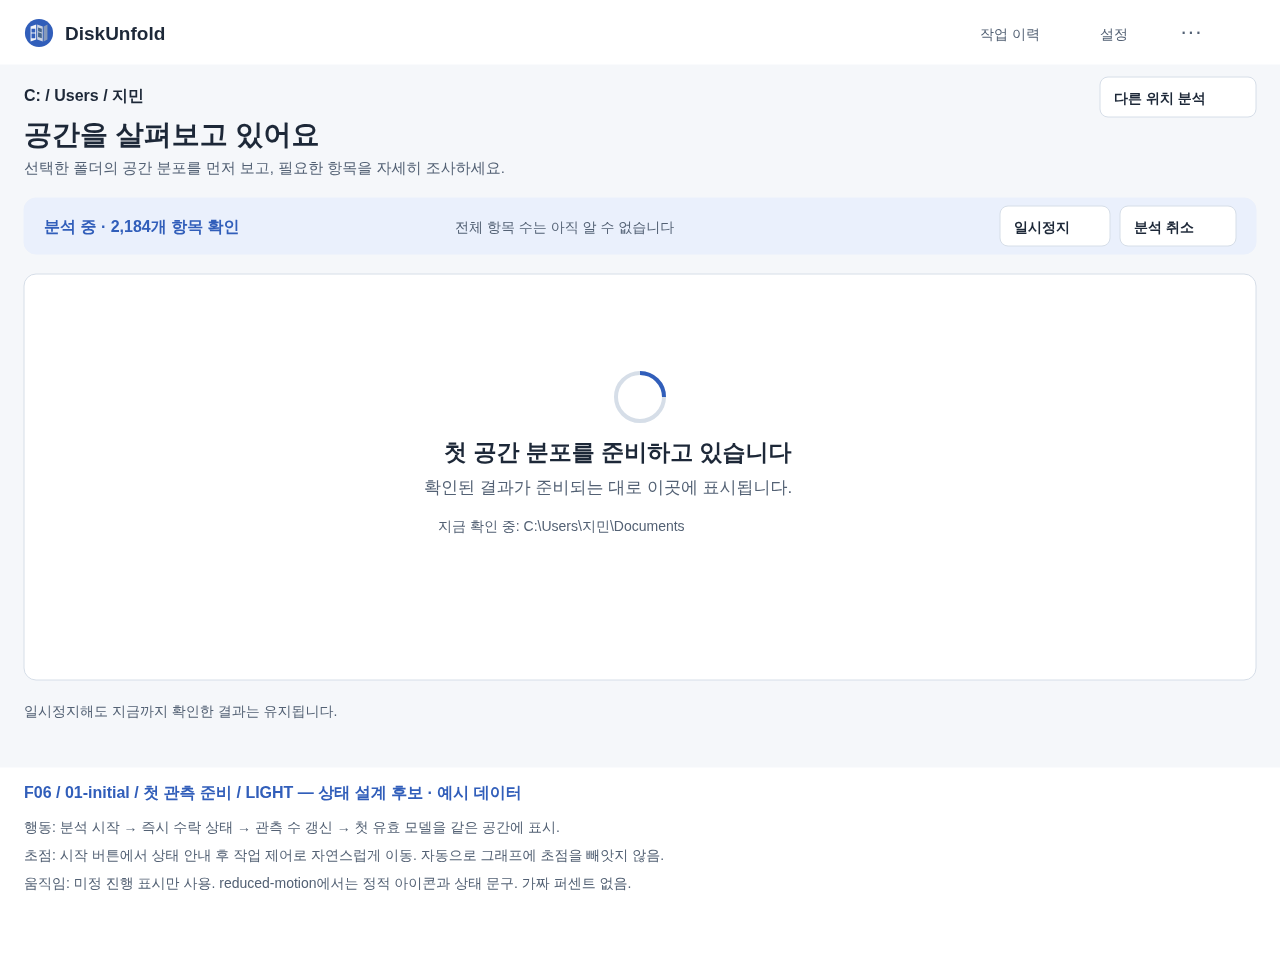 DiskUnfold
작업 이력
설정
···
C: / Users / 지민
다른 위치 분석
공간을 살펴보고 있어요
선택한 폴더의 공간 분포를 먼저 보고, 필요한 항목을 자세히 조사하세요.
분석 중 · 2,184개 항목 확인
전체 항목 수는 아직 알 수 없습니다
일시정지
분석 취소
첫 공간 분포를 준비하고 있습니다
확인된 결과가 준비되는 대로 이곳에 표시됩니다.
지금 확인 중: C:\Users\지민\Documents
일시정지해도 지금까지 확인한 결과는 유지됩니다.
F06 / 01-initial / 첫 관측 준비 / LIGHT — 상태 설계 후보 · 예시 데이터
행동: 분석 시작 → 즉시 수락 상태 → 관측 수 갱신 → 첫 유효 모델을 같은 공간에 표시.
초점: 시작 버튼에서 상태 안내 후 작업 제어로 자연스럽게 이동. 자동으로 그래프에 초점을 빼앗지 않음.
움직임: 미정 진행 표시만 사용. reduced-motion에서는 정적 아이콘과 상태 문구. 가짜 퍼센트 없음.